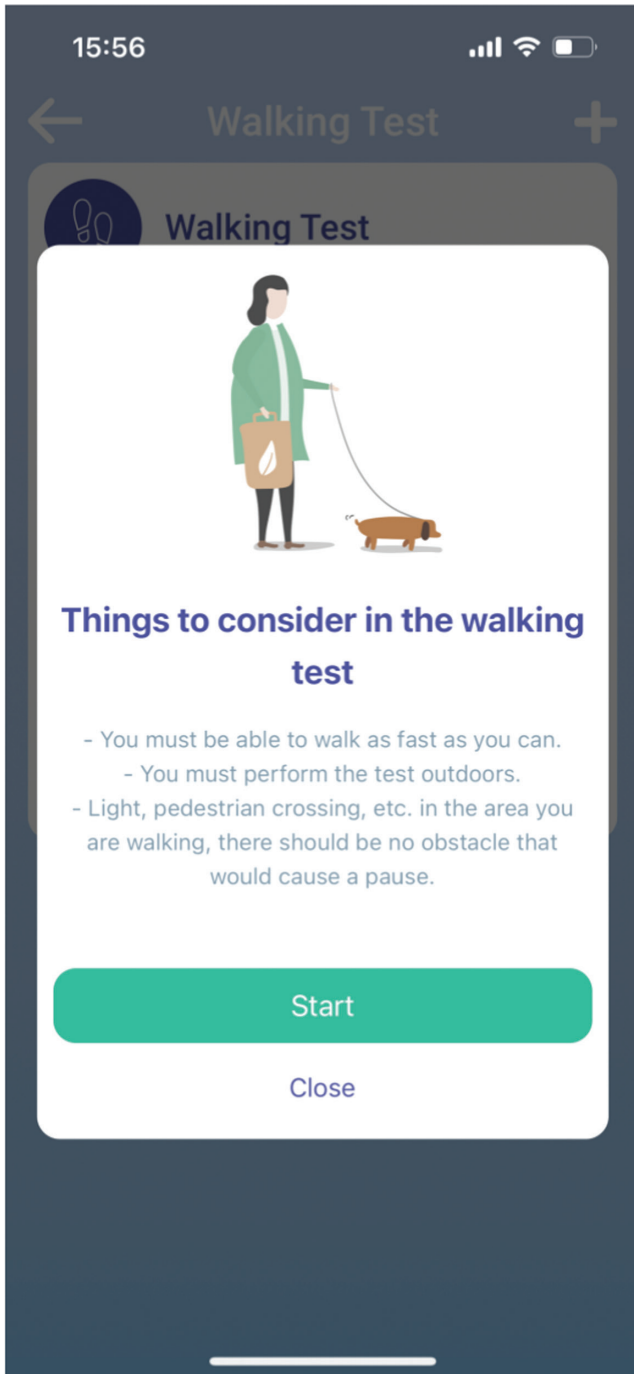 15:56
Walking Test
Walking Test
Things to consider in the walking
test
- You must be able to walk as fast as you can.
- You must perform the test outdoors.
- Light, pedestrian crossing, etc. in the area you
are walking, there should be no obstacle that
would cause a pause.
Start
Close